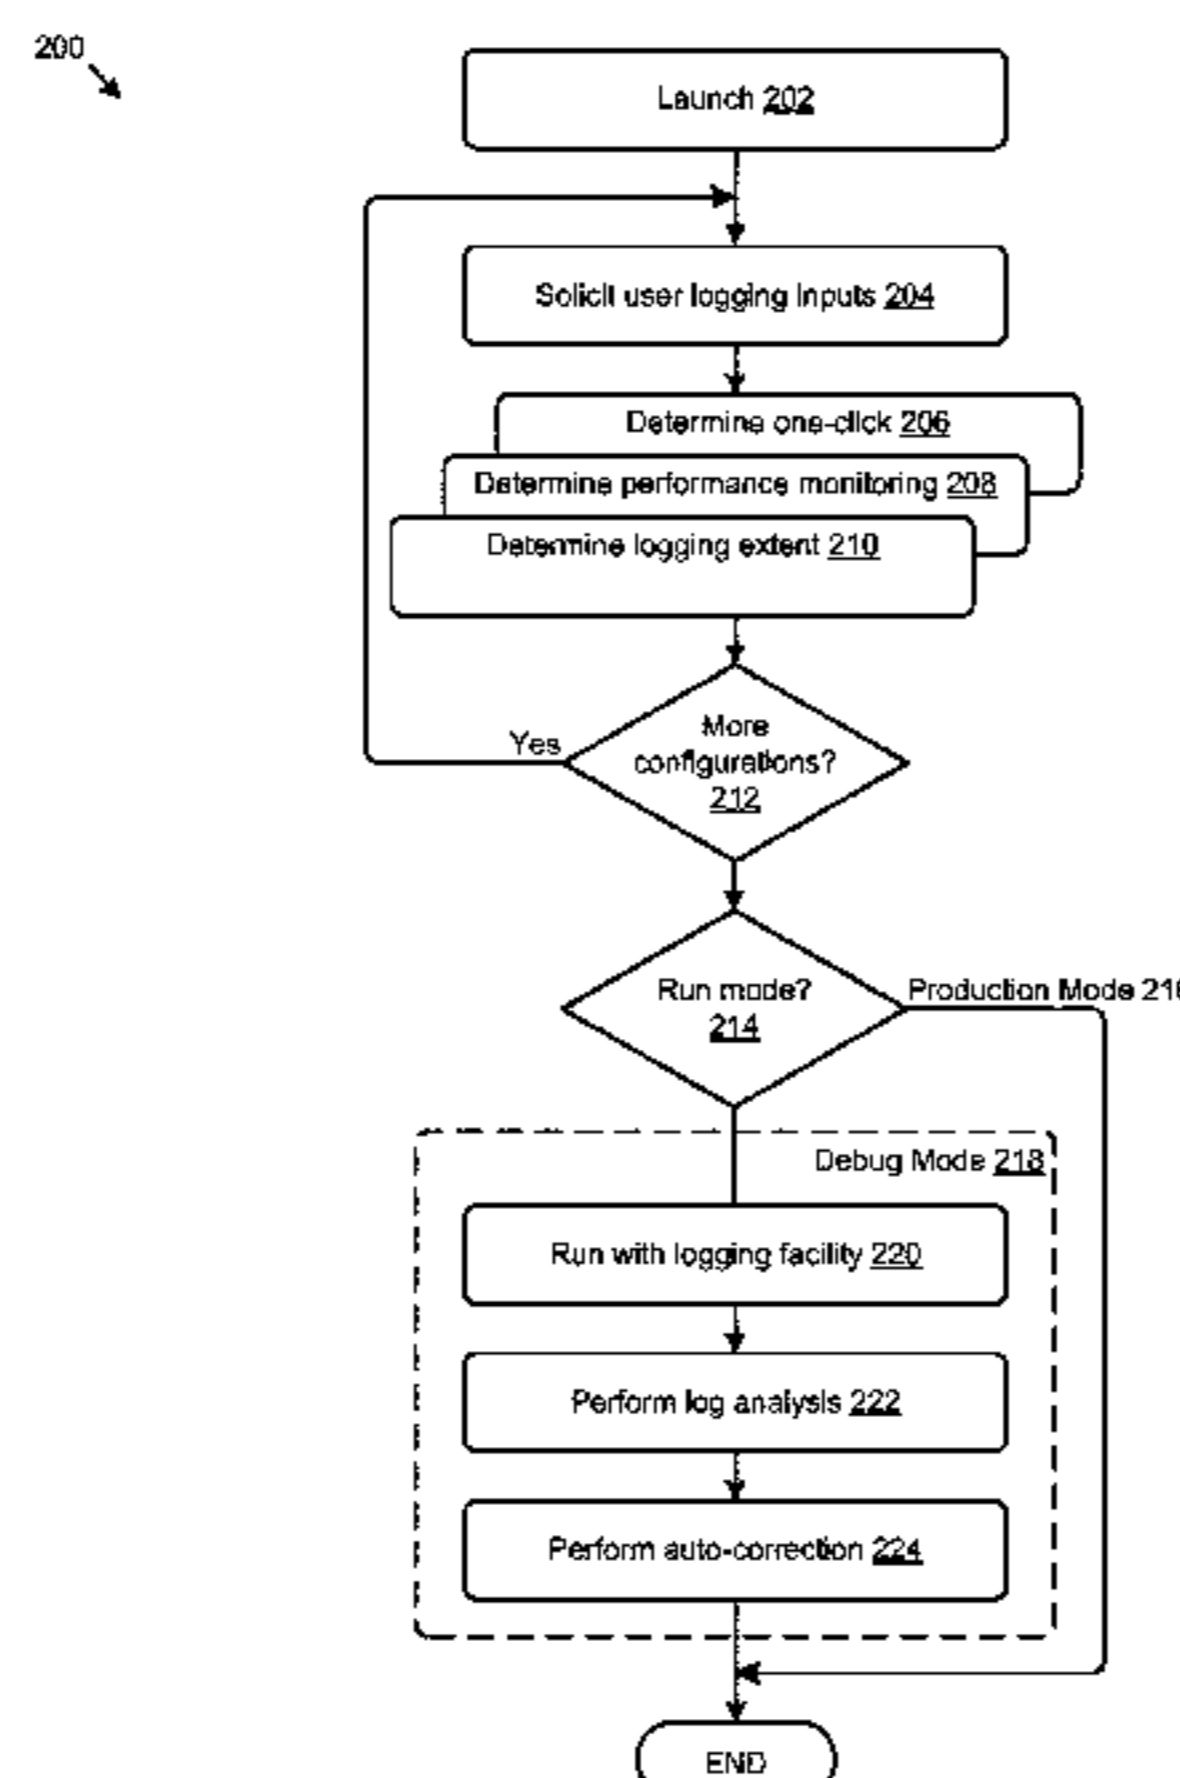 200
Launch 202
Solicit user logging inputs 204
Determine one-click 206
Determine performance monitoring 208
Determine logging extent 210
More
configurations?
212
Yes
Run mode?
214
Production Mode
Debug Mode 218
Run with logging facility 220
Perform log analysis 222
Perform auto-correction 224
END